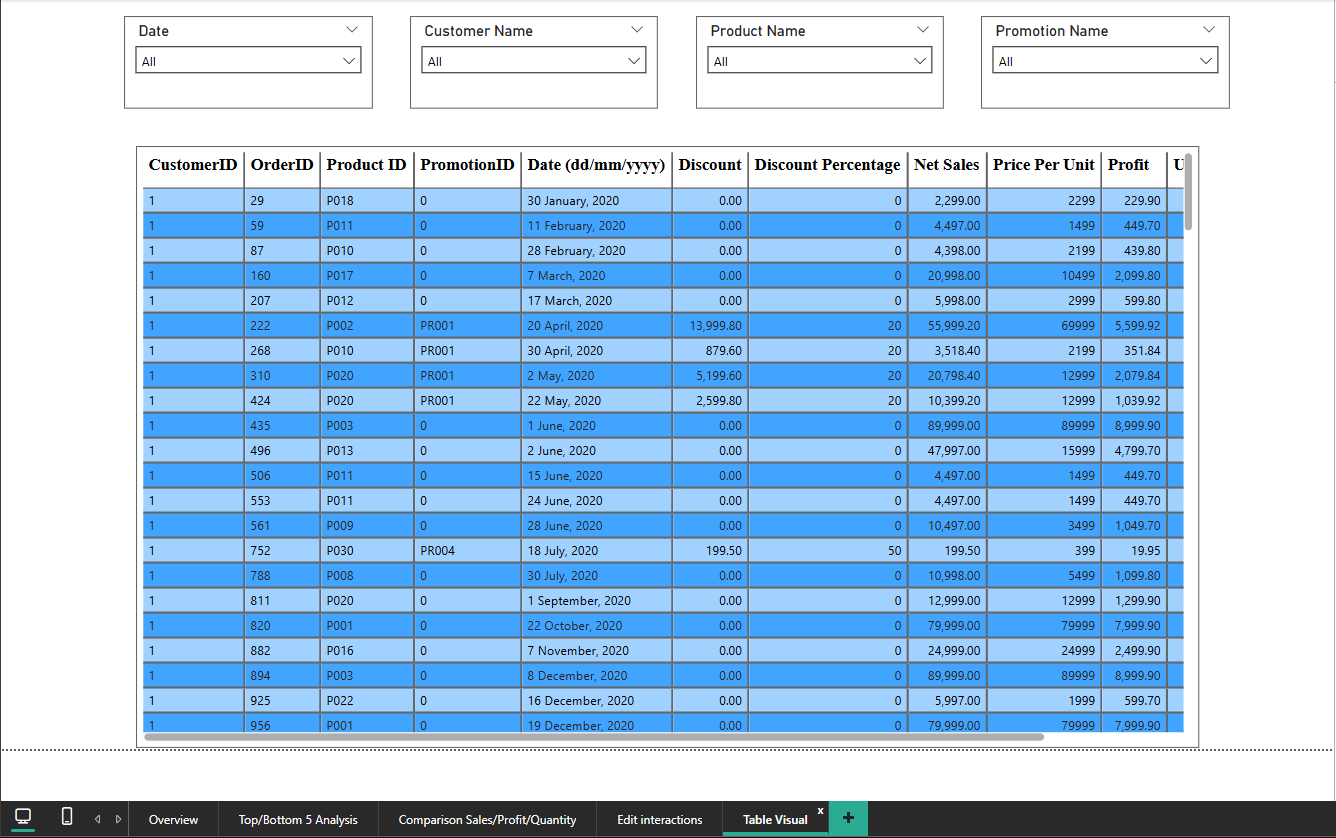 Date Customer Name Product Name Promotion Name
All All All All
CustomerID OrderID Product ID PromotionID Date (dd/mm/yyyy) Discount Discount Percentage Net Sales Price Per Unit Profit U
1 29 P018 0 30 January, 2020 0.00 0 2,299.00 2299 229.90
1 59 P011 0 11 February, 2020 0.00 0 4,497.00 1499 449.70
1 87 P010 0 28 February, 2020 0.00 0 4,398.00 2199 439.80
1 160 P017 0 7 March, 2020 0.00 0 20,998.00 10499 2,099.80
1 207 P012 0 17 March, 2020 0.00 0 5,998.00 2999 599.80
1 222 P002 PR001 20 April, 2020 13,999.80 20 55,999.20 69999 5,599.92
1 268 P010 PR001 30 April, 2020 879.60 20 3,518.40 2199 351.84
1 310 P020 PR001 2 May, 2020 5,199.60 20 20,798.40 12999 2,079.84
1 424 P020 PR001 22 May, 2020 2,599.80 20 10,399.20 12999 1,039.92
1 435 P003 0 1 June, 2020 0.00 0 89,999.00 89999 8,999.90
1 496 P013 0 2 June, 2020 0.00 0 47,997.00 15999 4,799.70
1 506 P011 0 15 June, 2020 0.00 0 4,497.00 1499 449.70
1 553 P011 0 24 June, 2020 0.00 0 4,497.00 1499 449.70
1 561 P009 0 28 June, 2020 0.00 0 10,497.00 3499 1,049.70
1 752 P030 PR004 18 July, 2020 199.50 50 199.50 399 19.95
1 788 P008 0 30 July, 2020 0.00 0 10,998.00 5499 1,099.80
1 811 P020 0 1 September, 2020 0.00 0 12,999.00 12999 1,299.90
1 820 P001 0 22 October, 2020 0.00 0 79,999.00 79999 7,999.90
1 882 P016 0 7 November, 2020 0.00 0 24,999.00 24999 2,499.90
1 894 P003 0 8 December, 2020 0.00 0 89,999.00 89999 8,999.90
1 925 P022 0 16 December, 2020 0.00 0 5,997.00 1999 599.70
1 956 P001 0 19 December, 2020 0.00 0 79,999.00 79999 7,999.90
Overview Top/Bottom 5 Analysis Comparison Sales/Profit/Quantity Edit interactions Table Visual x +